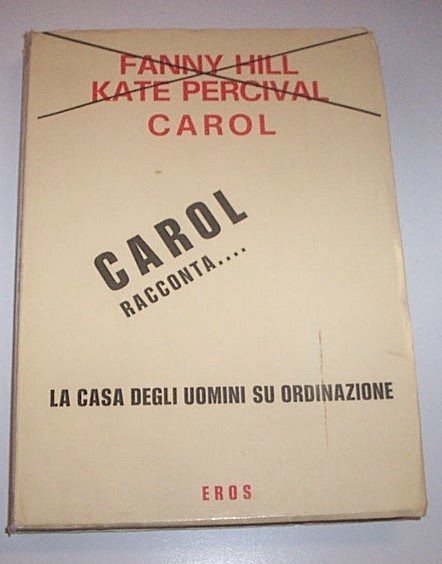 FANNY HILL
KATE PERCIVAL
CAROL
CAROL
RACCONTA....
LA CASA DEGLI UOMINI SU ORDINAZIONE
EROS